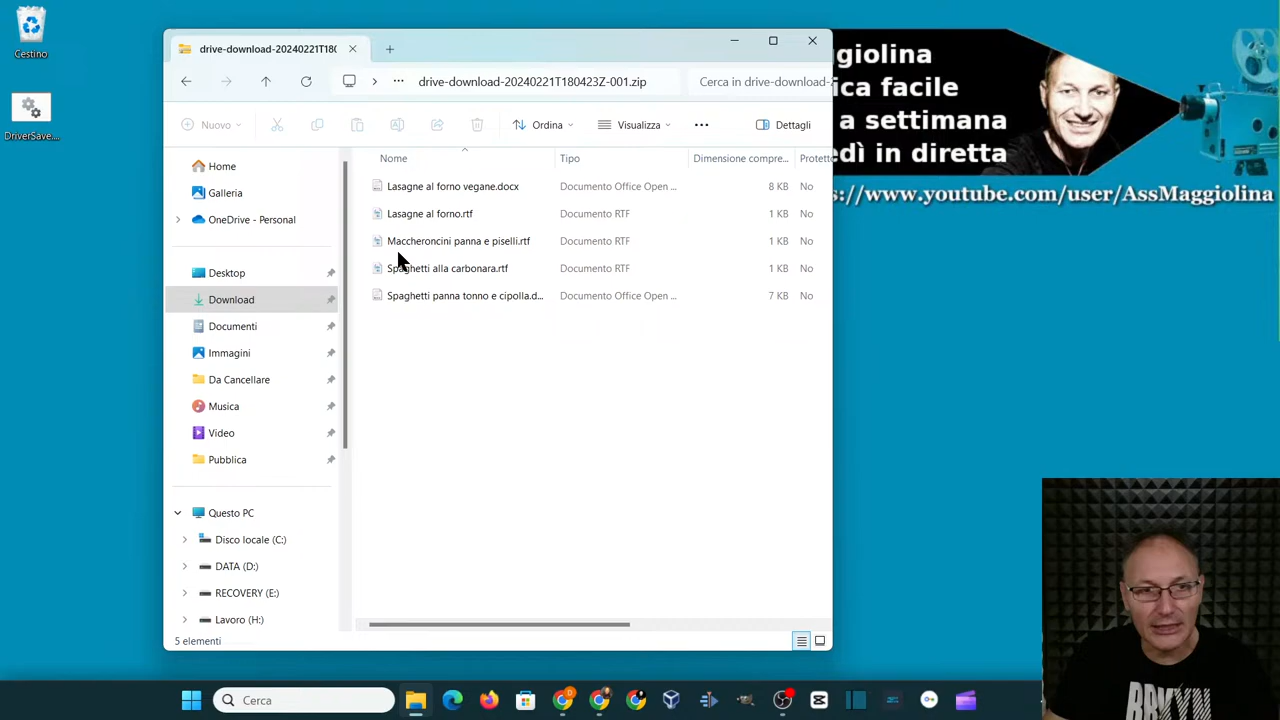 Cestino
DriverSave....
drive-download-20240221T180
drive-download-20240221T180423Z-001.zip
Cerca in drive-download-
Nuovo
Ordina
Visualizza
Dettagli
Home
Galleria
OneDrive - Personal
Desktop
Download
Documenti
Immagini
Da Cancellare
Musica
Video
Pubblica
Questo PC
Disco locale (C:)
DATA (D:)
RECOVERY (E:)
Lavoro (H:)
Nome Tipo Dimensione compre... Protetto
Lasagne al forno vegane.docx Documento Office Open ... 8 KB No
Lasagne al forno.rtf Documento RTF 1 KB No
Maccheroncini panna e piselli.rtf Documento RTF 1 KB No
Spaghetti alla carbonara.rtf Documento RTF 1 KB No
Spaghetti panna tonno e cipolla.d... Documento Office Open ... 7 KB No
5 elementi
ggiolina
ica facile
a settimana
edì in diretta
s://www.youtube.com/user/AssMaggiolina
Cerca